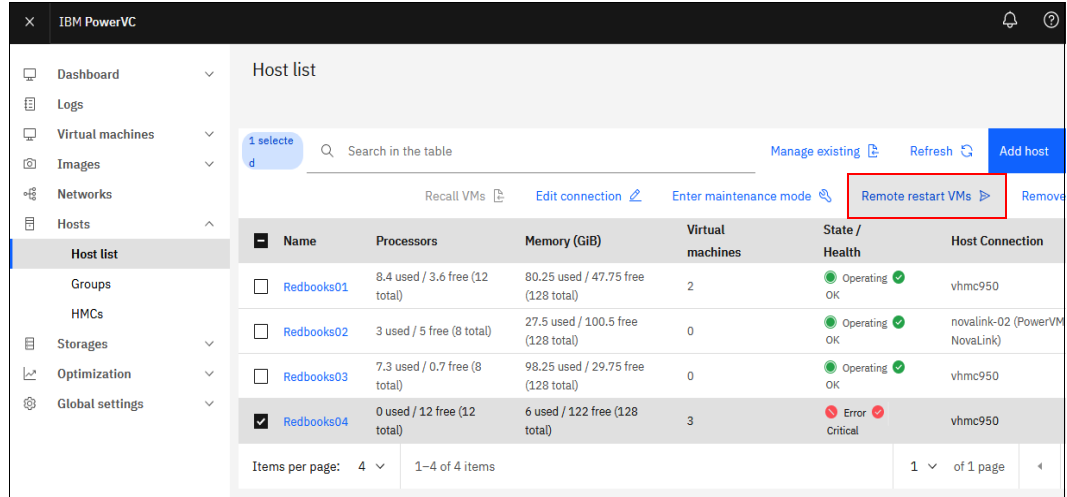 IBM PowerVC
Dashboard
Logs
Virtual machines
Images
Networks
Hosts
Host list
Groups
HMCs
Storages
Optimization
Global settings
Host list
1 selecte
d
Search in the table
Manage existing
Refresh
Add host
Recall VMs
Edit connection
Enter maintenance mode
Remote restart VMs
Remove
Name
Processors
Memory (GiB)
Virtual
machines
State /
Health
Host Connection
Redbooks01
8.4 used / 3.6 free (12
total)
80.25 used / 47.75 free
(128 total)
2
Operating
OK
vhmc950
Redbooks02
3 used / 5 free (8 total)
27.5 used / 100.5 free
(128 total)
0
Operating
OK
novalink-02 (PowerVM
NovaLink)
Redbooks03
7.3 used / 0.7 free (8
total)
98.25 used / 29.75 free
(128 total)
0
Operating
OK
vhmc950
Redbooks04
0 used / 12 free (12
total)
6 used / 122 free (128
total)
3
Error
Critical
vhmc950
Items per page: 4
1–4 of 4 items
1 of 1 page